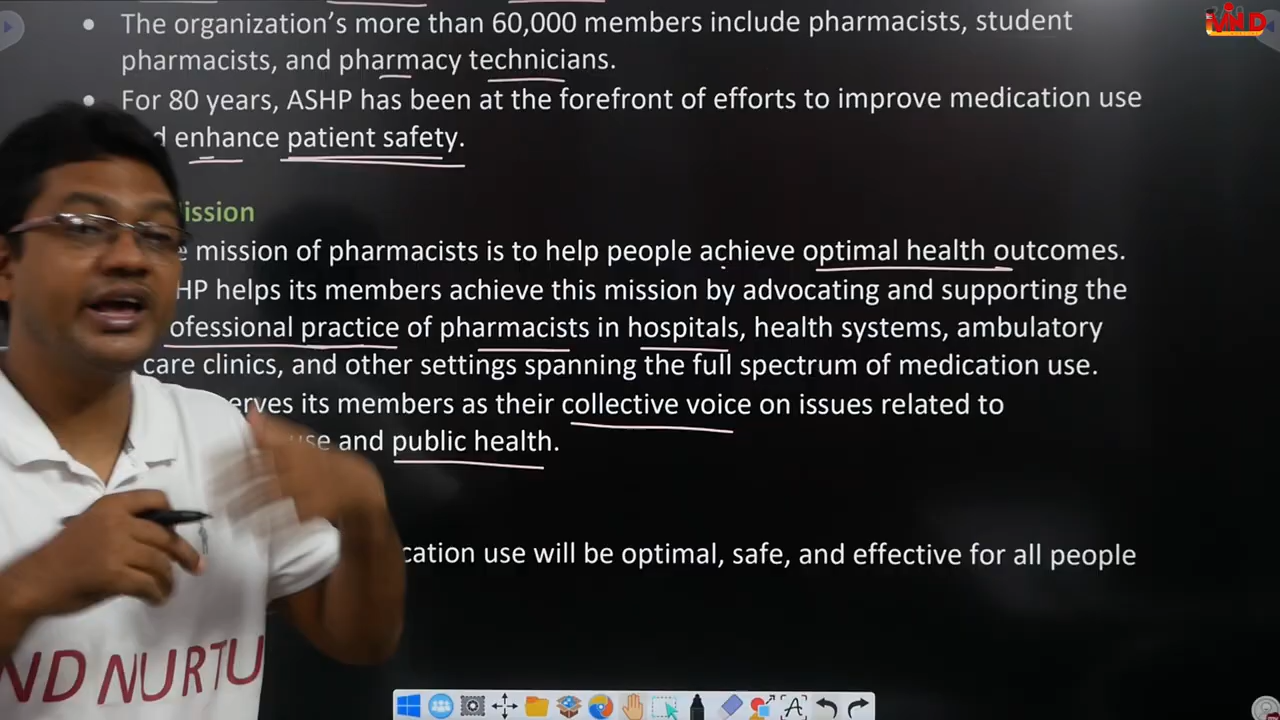 The organization's more than 60,000 members include pharmacists, student
pharmacists, and pharmacy technicians.
For 80 years, ASHP has been at the forefront of efforts to improve medication use
enhance patient safety.
ission
mission of pharmacists is to help people achieve optimal health outcomes.
HP helps its members achieve this mission by advocating and supporting the
ofessional practice of pharmacists in hospitals, health systems, ambulatory
care clinics, and other settings spanning the full spectrum of medication use.
erves its members as their collective voice on issues related to
use and public health.
cation use will be optimal, safe, and effective for all people
ND NURTU